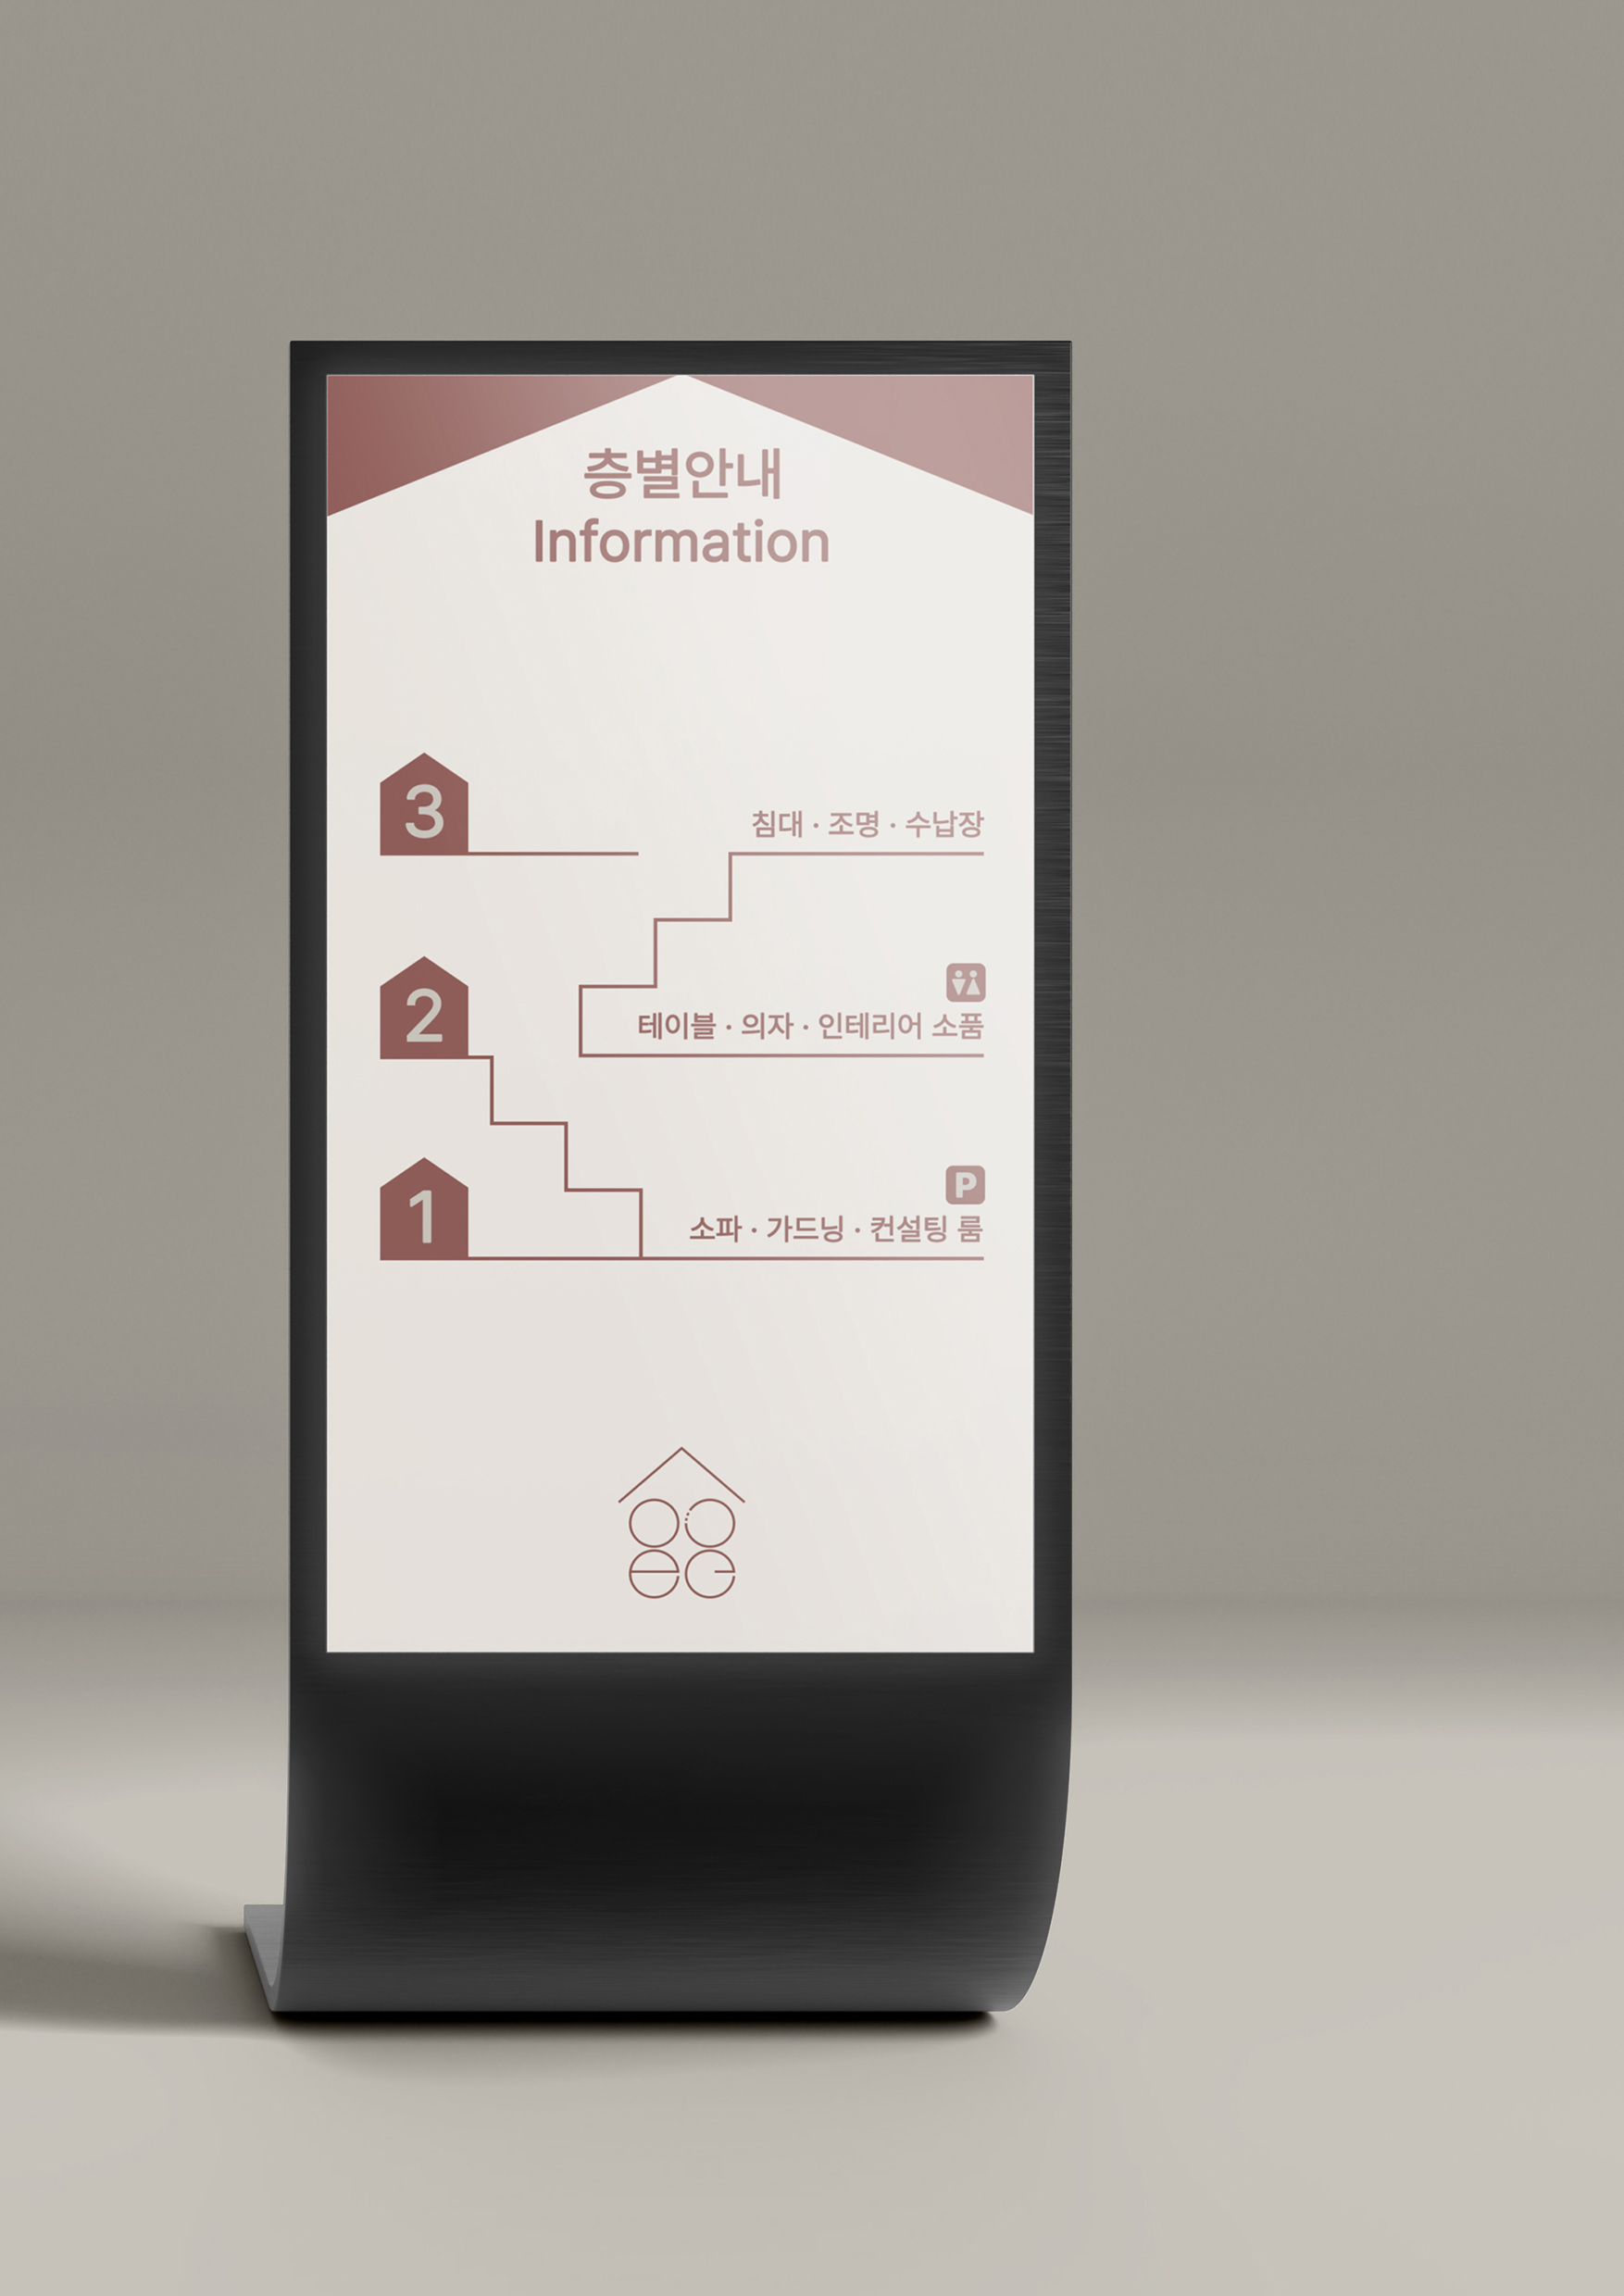 층별안내
Information
3
침대 · 조명 · 수납장
2
테이블 · 의자 · 인테리어 소품
1
P
소파 · 가드닝 · 컨설팅 룸